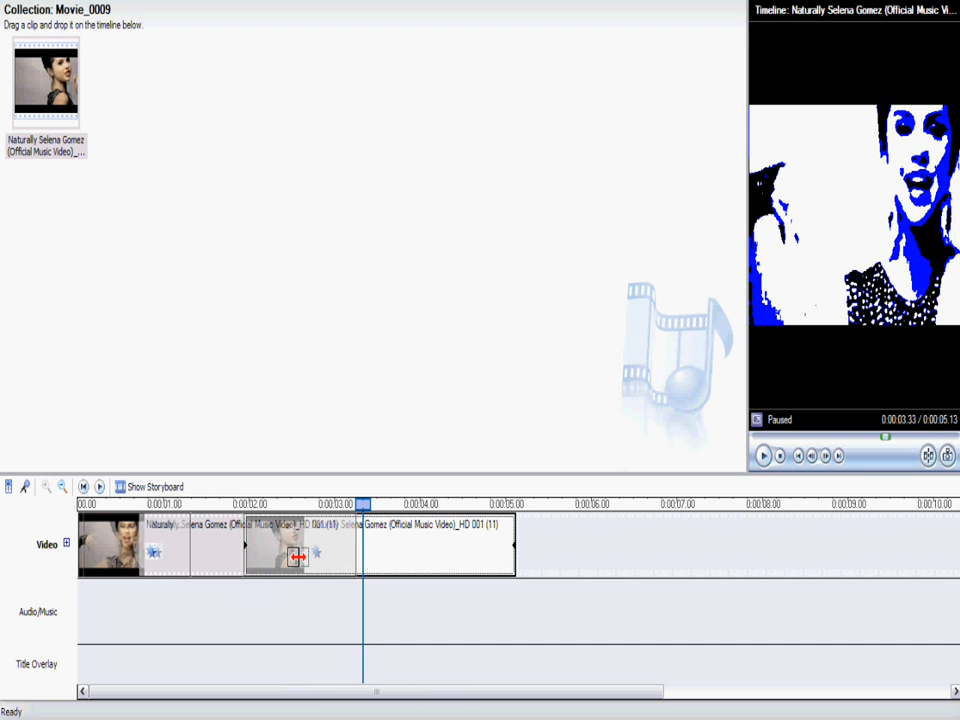 Collection: Movie_0009
Drag a clip and drop it on the timeline below.
Naturally Selena Gomez
(Official Music Video)_...
Timeline: Naturally Selena Gomez (Official Music Vi...
Paused
0:00:03.33 / 0:00:05.13
Show Storyboard
00.00
0:00:01.00
0:00:02.00
0:00:03.00
0:00:04.00
0:00:05.00
0:00:06.00
0:00:07.00
0:00:08.00
0:00:09.00
0:00:10.00
Video
Naturally Selena Gomez (Official Music Video)_HD 001 (11)
Selena Gomez (Official Music Video)_HD 001 (11)
Audio/Music
Title Overlay
Ready